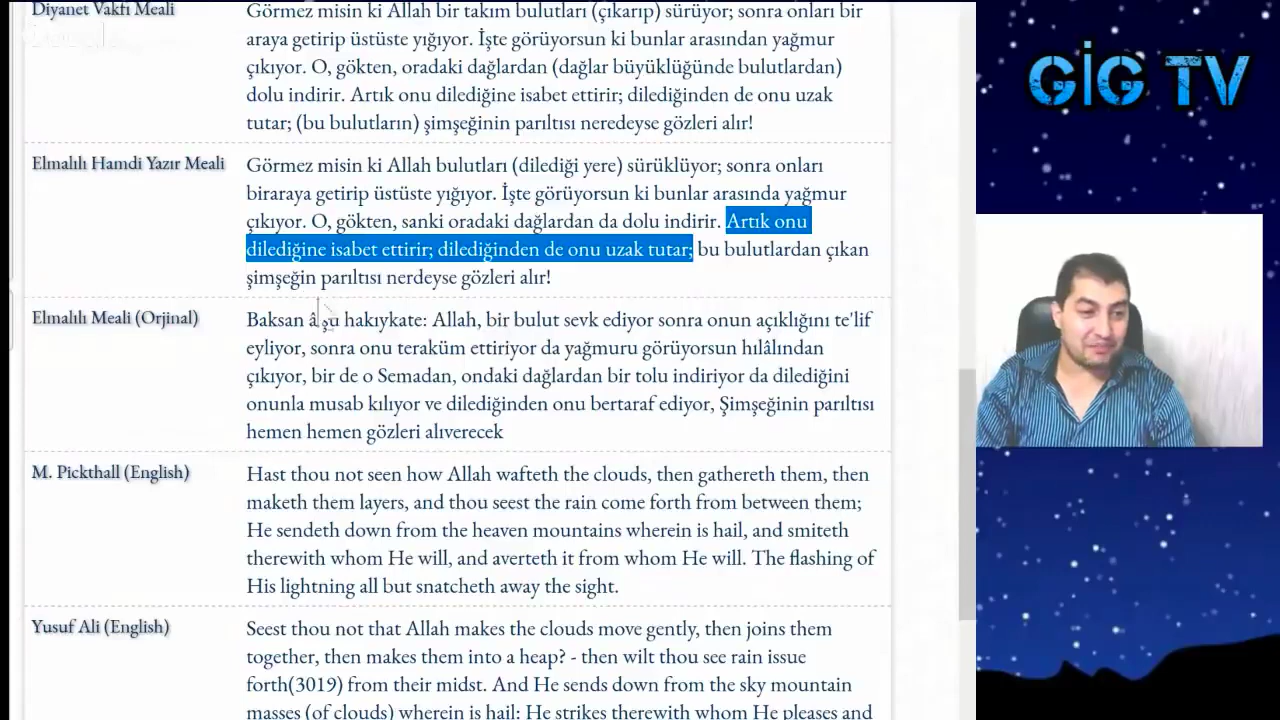 Diyanet Vakfı Meali
Görmez misin ki Allah bir takım bulutları (çıkarıp) sürüyor; sonra onları bir
araya getirip üstüste yığıyor. İşte görüyorsun ki bunlar arasından yağmur
çıkıyor. O, gökten, oradaki dağlardan (dağlar büyüklüğünde bulutlardan)
dolu indirir. Artık onu dilediğine isabet ettirir; dilediğinden de onu uzak
tutar; (bu bulutların) şimşeğinin parıltısı neredeyse gözleri alır!
Elmalılı Hamdi Yazır Meali
Görmez misin ki Allah bulutları (dilediği yere) sürüklüyor; sonra onları
biraraya getirip üstüste yığıyor. İşte görüyorsun ki bunlar arasında yağmur
çıkıyor. O, gökten, sanki oradaki dağlardan da dolu indirir. Artık onu
dilediğine isabet ettirir; dilediğinden de onu uzak tutar; bu bulutlardan çıkan
şimşeğin parıltısı nerdeyse gözleri alır!
Elmalılı Meali (Orjinal)
Baksan â şu hakıykate: Allah, bir bulut sevk ediyor sonra onun açıklığını te'lif
eyliyor, sonra onu teraküm ettiriyor da yağmuru görüyorsun hılâlından
çıkıyor, bir de o Semadan, ondaki dağlardan bir tolu indiriyor da dilediğini
onunla musab kılıyor ve dilediğinden onu bertaraf ediyor, Şimşeğinin parıltısı
hemen hemen gözleri alıverecek
M. Pickthall (English)
Hast thou not seen how Allah wafteth the clouds, then gathereth them, then
maketh them layers, and thou seest the rain come forth from between them;
He sendeth down from the heaven mountains wherein is hail, and smiteth
therewith whom He will, and averteth it from whom He will. The flashing of
His lightning all but snatcheth away the sight.
Yusuf Ali (English)
Seest thou not that Allah makes the clouds move gently, then joins them
together, then makes them into a heap? - then wilt thou see rain issue
forth(3019) from their midst. And He sends down from the sky mountain
masses (of clouds) wherein is hail: He strikes therewith whom He pleases and
GİG TV